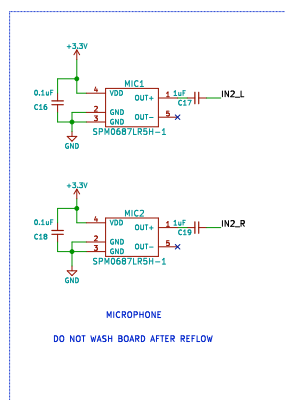 +3.3V
MIC1
0.1uF
C16
4 VDD
OUT+ 1
1uF
C17
IN2_L
2 GND
3 GND
OUT- 5
SPM0687LR5H-1
GND
+3.3V
MIC2
0.1uF
C18
4 VDD
OUT+ 1
1uF
C19
IN2_R
2 GND
3 GND
OUT- 5
SPM0687LR5H-1
GND
MICROPHONE
DO NOT WASH BOARD AFTER REFLOW